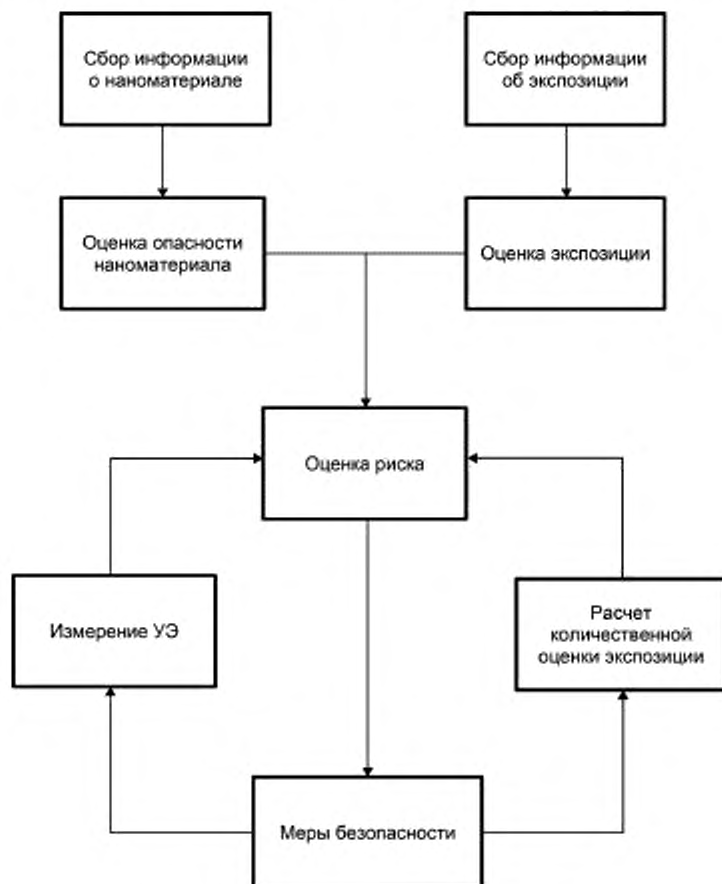 Сбор информации
о наноматериале
Сбор информации
об экспозиции
Оценка опасности
наноматериала
Оценка экспозиции
Оценка риска
Измерение УЭ
Расчет
количественной
оценки экспозиции
Меры безопасности